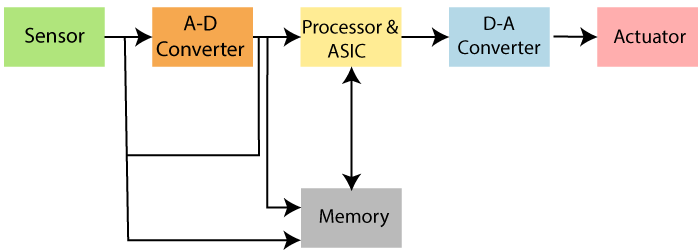 Sensor
A-D
Converter
Processor &
ASIC
D-A
Converter
Actuator
Memory